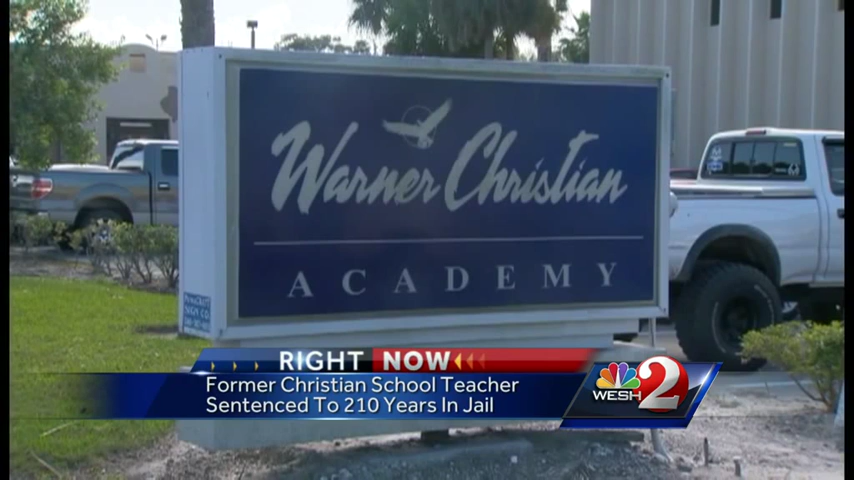 Warner Christian
ACADEMY
RIGHT NOW
Former Christian School Teacher
Sentenced To 210 Years In Jail
WESH 2